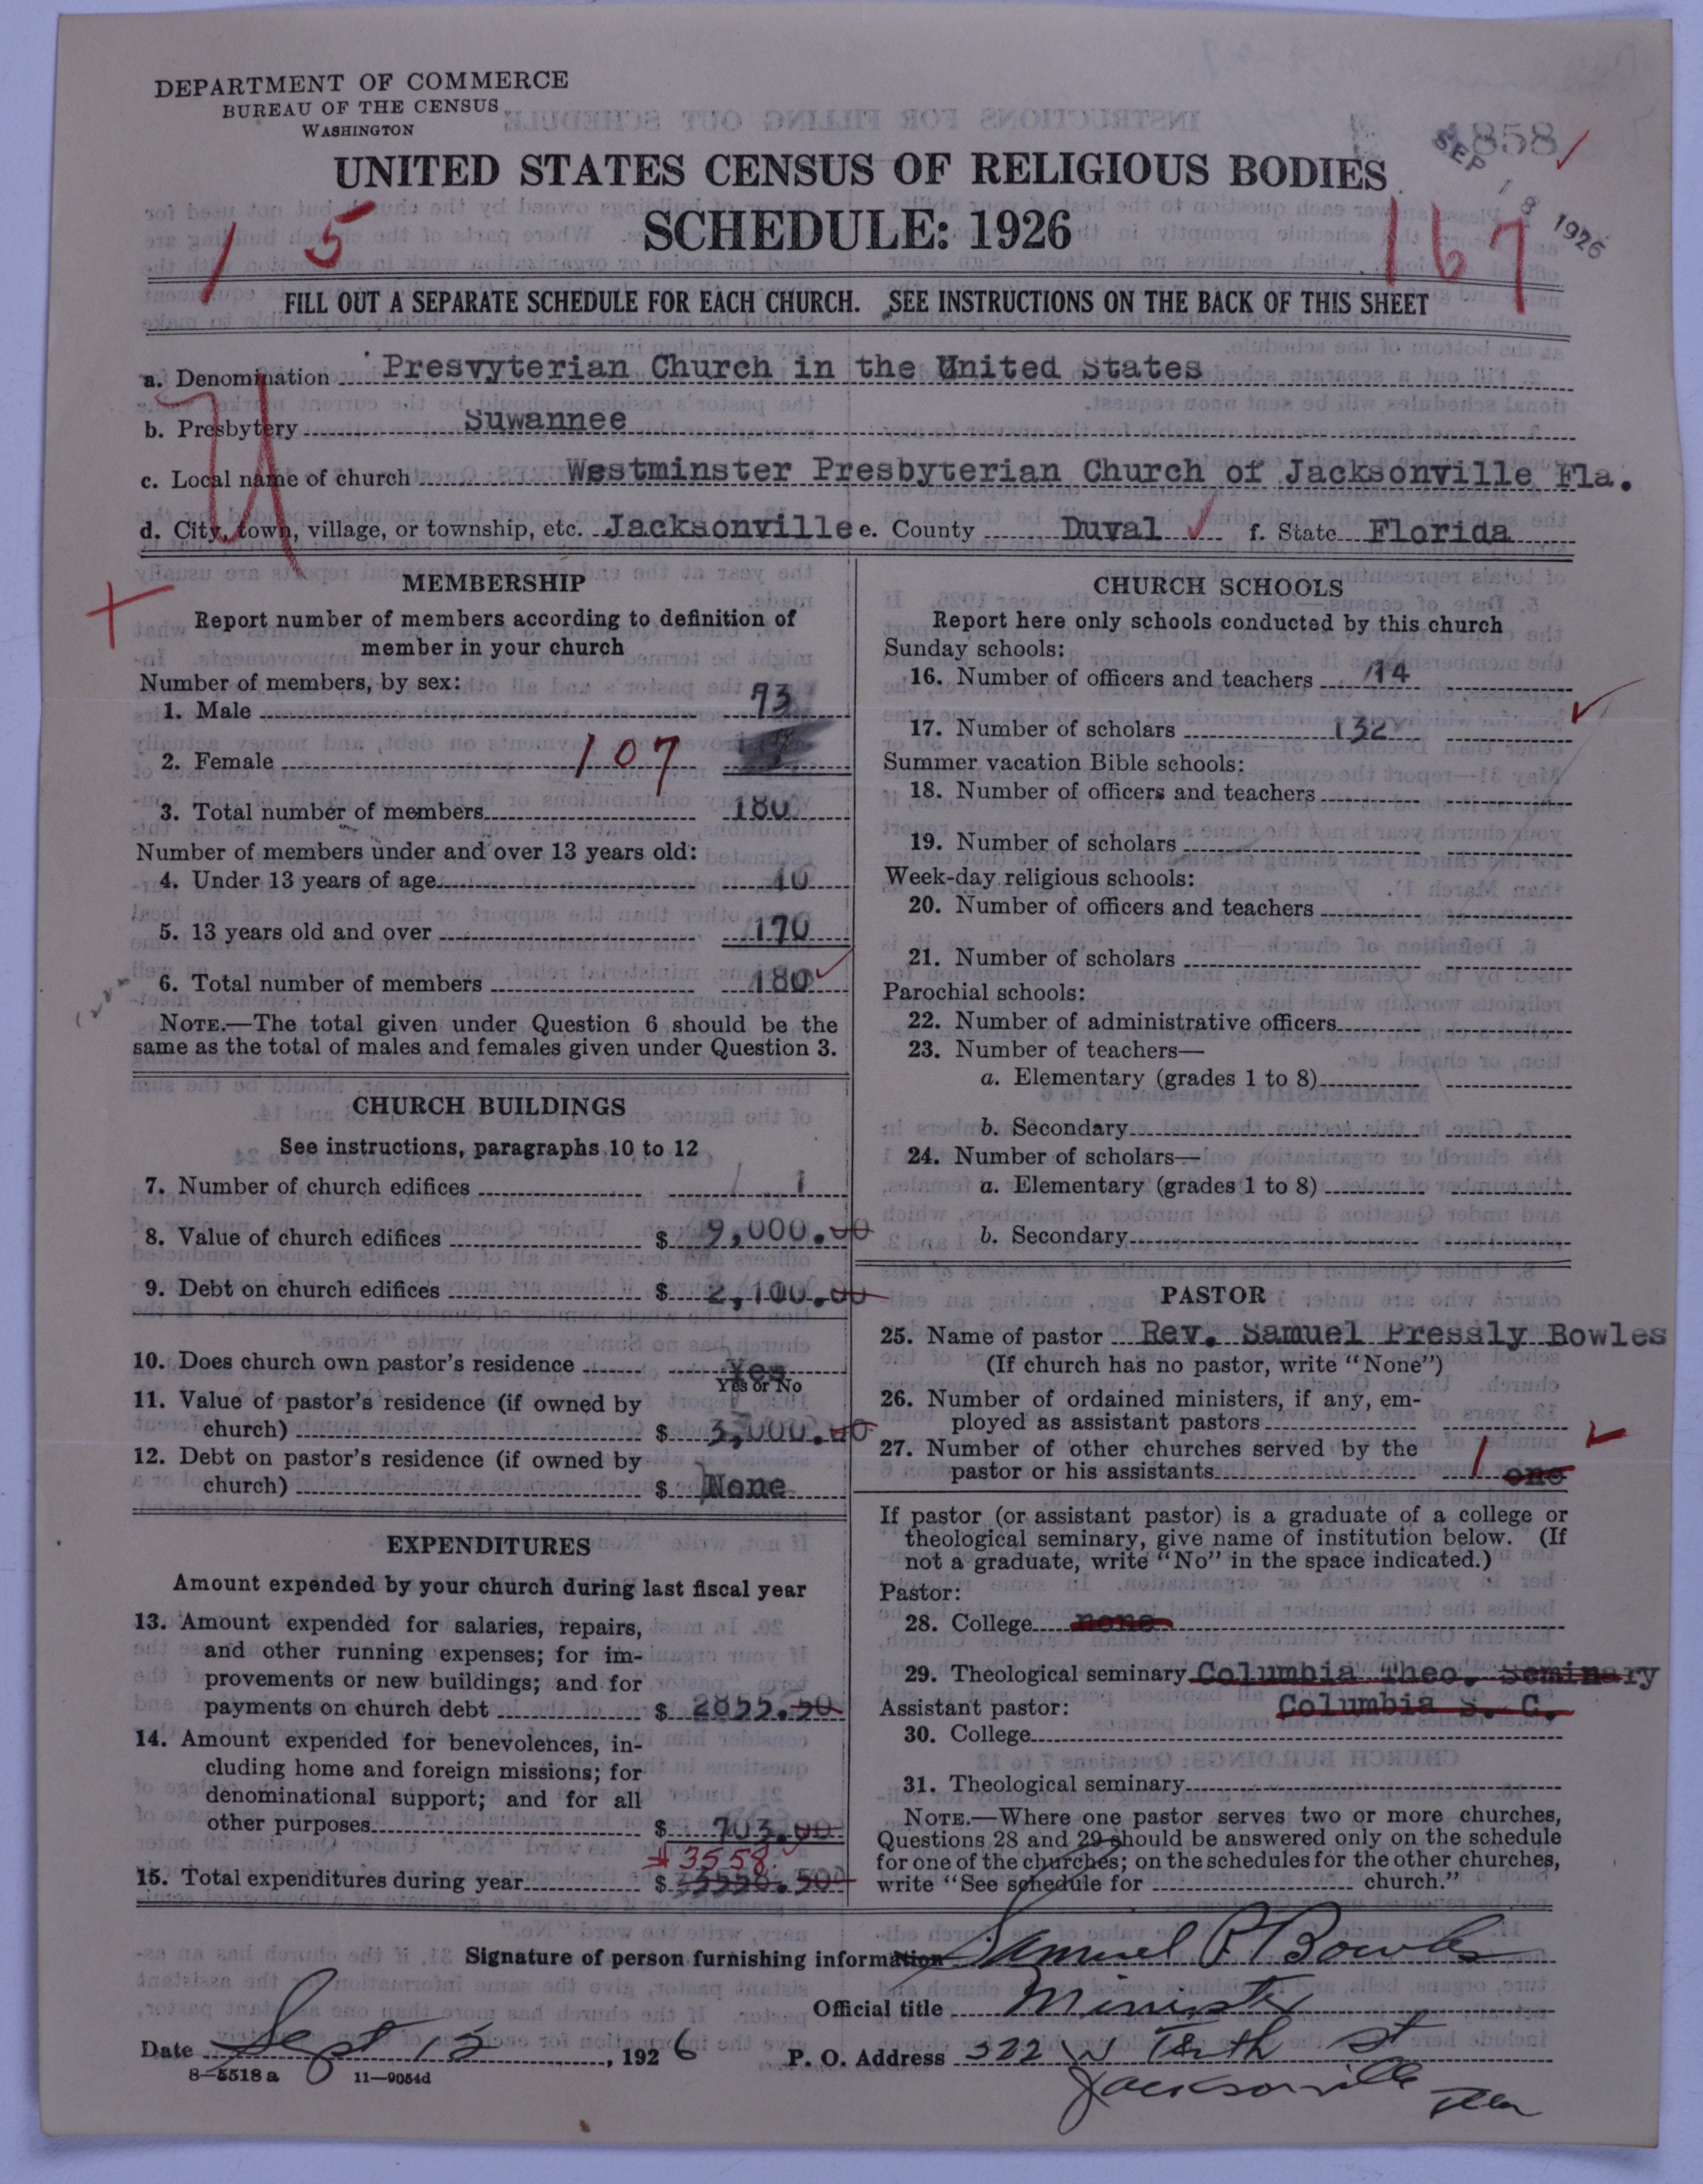 DEPARTMENT OF COMMERCE
BUREAU OF THE CENSUS
WASHINGTON
UNITED STATES CENSUS OF RELIGIOUS BODIES
SCHEDULE: 1926
1858
SEP 18 1926
1 5
167
FILL OUT A SEPARATE SCHEDULE FOR EACH CHURCH. SEE INSTRUCTIONS ON THE BACK OF THIS SHEET
a. Denomination Presvyterian Church in the United States
b. Presbytery Suwannee
c. Local name of church Westminster Presbyterian Church of Jacksonville Fla.
d. City, town, village, or township, etc. Jacksonville e. County Duval f. State Florida
MEMBERSHIP
Report number of members according to definition of
member in your church
Number of members, by sex:
1. Male 73
2. Female 107
3. Total number of members 180
Number of members under and over 13 years old:
4. Under 13 years of age 10
5. 13 years old and over 170
6. Total number of members 180
NOTE.—The total given under Question 6 should be the
same as the total of males and females given under Question 3.
CHURCH BUILDINGS
See instructions, paragraphs 10 to 12
7. Number of church edifices 1
8. Value of church edifices $ 9,000.00
9. Debt on church edifices $ 2,100.00
10. Does church own pastor's residence Yes
Yes or No
11. Value of pastor's residence (if owned by
church) $ 3,000.00
12. Debt on pastor's residence (if owned by
church) $ None
EXPENDITURES
Amount expended by your church during last fiscal year
13. Amount expended for salaries, repairs,
and other running expenses; for im-
provements or new buildings; and for
payments on church debt $ 2855.50
14. Amount expended for benevolences, in-
cluding home and foreign missions; for
denominational support; and for all
other purposes $ 703.00
3558.
15. Total expenditures during year $ 3558.50
CHURCH SCHOOLS
Report here only schools conducted by this church
Sunday schools:
16. Number of officers and teachers 14
17. Number of scholars 132
Summer vacation Bible schools:
18. Number of officers and teachers
19. Number of scholars
Week-day religious schools:
20. Number of officers and teachers
21. Number of scholars
Parochial schools:
22. Number of administrative officers
23. Number of teachers—
a. Elementary (grades 1 to 8)
b. Secondary
24. Number of scholars—
a. Elementary (grades 1 to 8)
b. Secondary
PASTOR
25. Name of pastor Rev. Samuel Pressly Bowles
(If church has no pastor, write "None")
26. Number of ordained ministers, if any, em-
ployed as assistant pastors
27. Number of other churches served by the
pastor or his assistants 1 one
If pastor (or assistant pastor) is a graduate of a college or
theological seminary, give name of institution below. (If
not a graduate, write "No" in the space indicated.)
Pastor:
28. College none
29. Theological seminary Columbia Theo. Seminary
Assistant pastor: Columbia S. C.
30. College
31. Theological seminary
NOTE.—Where one pastor serves two or more churches,
Questions 28 and 29 should be answered only on the schedule
for one of the churches; on the schedules for the other churches,
write "See schedule for church."
Signature of person furnishing information Samuel P. Bowles
Official title Minister
Date Sept 15, 1926
P. O. Address 322 W Tenth St
Jacksonville Fla
8—5518 a 11—9054d